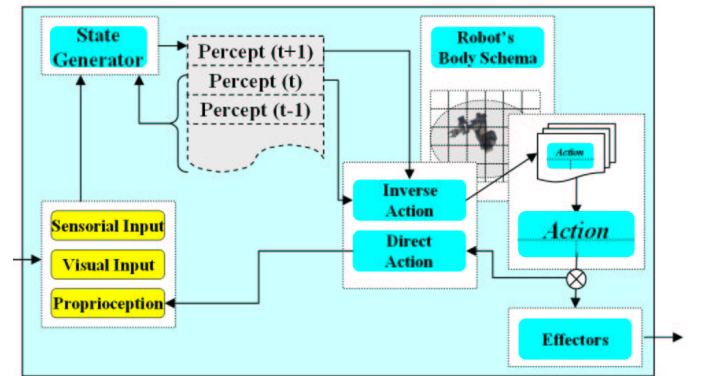 State
Generator
Percept (t+1)
Percept (t)
Percept (t-1)
Robot's
Body Schema
Action
Inverse
Action
Action
Direct
Action
Sensorial Input
Visual Input
Proprioception
Effectors